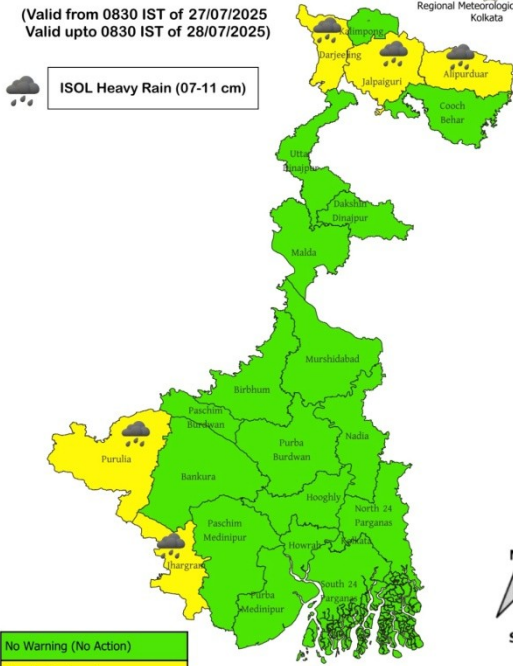 (Valid from 0830 IST of 27/07/2025
Valid upto 0830 IST of 28/07/2025)
Kolkata
ISOL Heavy Rain (07-11 cm)
Kalimpong
Darjeeling
Jalpaiguri
Alipurduar
Cooch
Behar
Uttar
Dinajpur
Dakshin
Dinajpur
Malda
Murshidabad
Birbhum
Paschim
Burdwan
Purba
Burdwan
Nadia
Purulia
Bankura
Hooghly
North 24
Parganas
Paschim
Medinipur
Howrah
Kolkata
Jhargram
South 24
Parganas
Purba
Medinipur
No Warning (No Action)